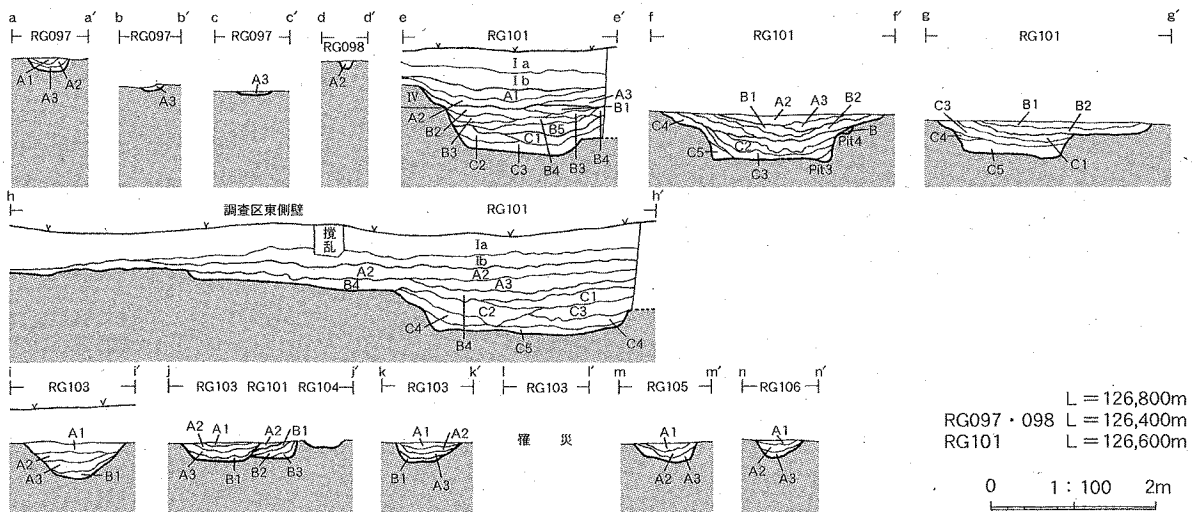 a a′ b b′ c c′ d d′ e e′ f f′ g g′
RG097 RG097 RG097 RG098 RG101 RG101 RG101
A1 A2 A3
A3
A3
A2
Ia
Ib
IV
A1
A3
A2
B1
B2
B5
B3
C1
C2 C3 B4 B3 B4
B1 A2 A3 B2
C4
B
Pit4
C2
C5
C3
Pit3
B1 B2
C3
C4
C5
C1
h 調査区東側壁 RG101 h′
攪乱
Ia
Ib
A2
A2
B4
A3
C1
C2
C3
C4
B4
C5
C4
i i′ j j′ k k′ l l′ m m′ n n′
RG103 RG103 RG101 RG104 RG103 RG103 RG105 RG106
A1
A2
A3
B1
A2 A1 A2 B1
A3
B1 B2 B3
A1 A2
B1 A3
罹災
A1
A2 A3
A1
A2 A3
L=126,800m
RG097・098 L=126,400m
RG101 L=126,600m
0 1:100 2m